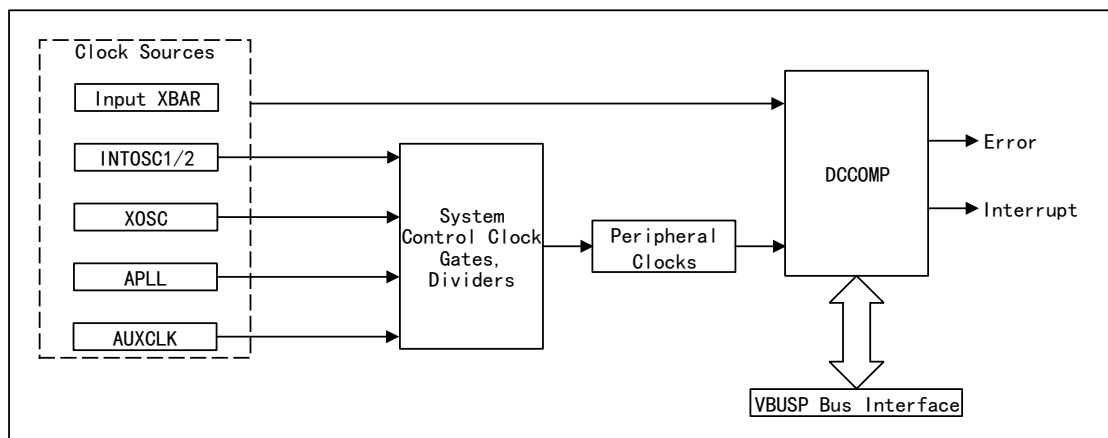 Clock Sources
Input XBAR
INTOSC1/2
XOSC
APLL
AUXCLK
System
Control Clock
Gates,
Dividers
Peripheral
Clocks
DCCOMP
Error
Interrupt
VBUSP Bus Interface